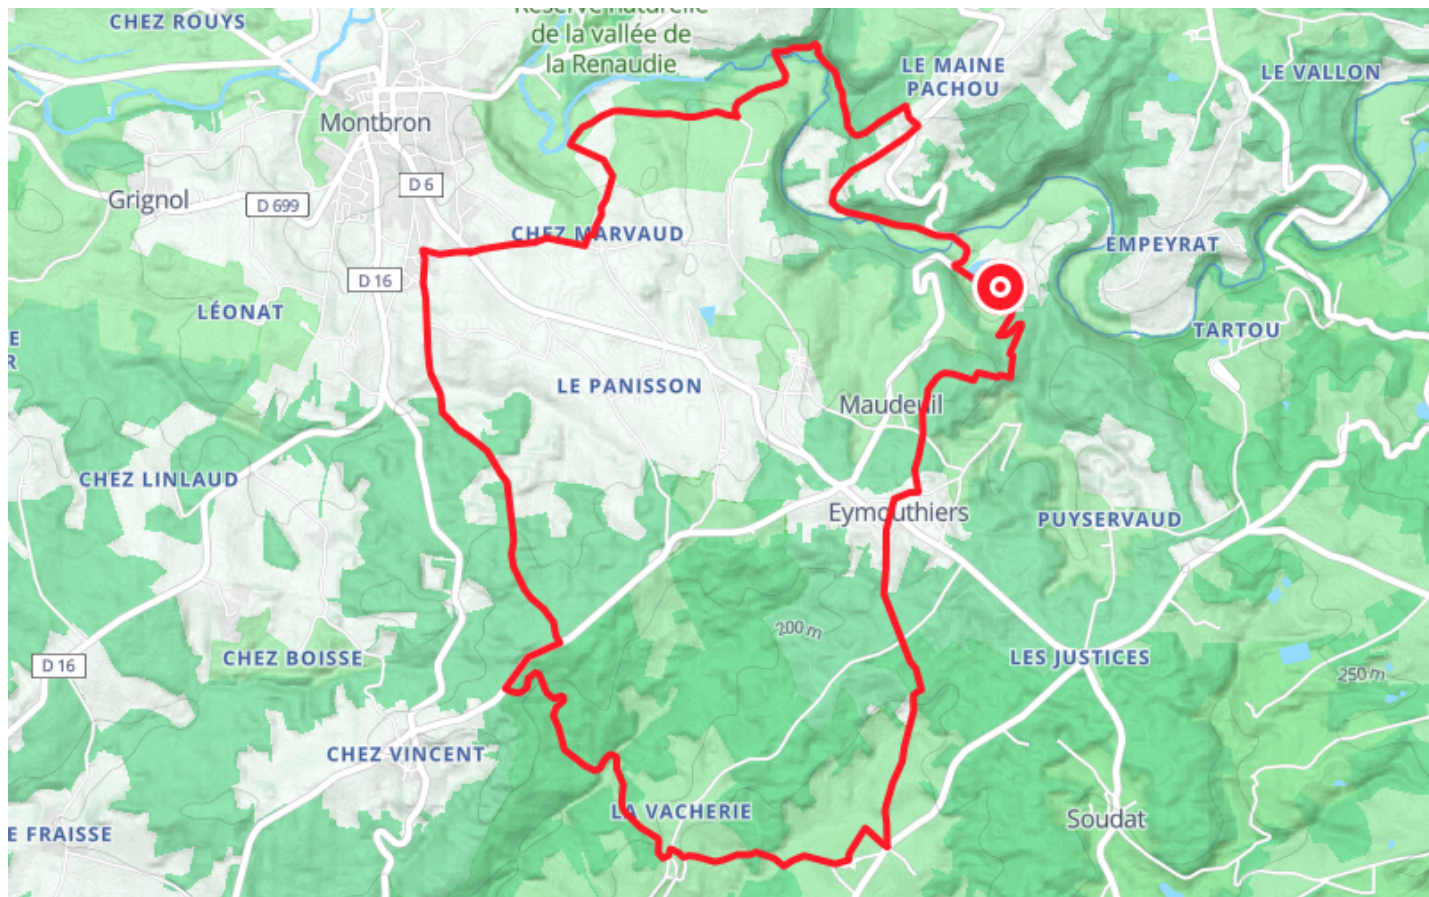 CHEZ ROUYS
Réserve naturelle
de la vallée de
la Renaudie
LE MAINE
PACHOU
LE VALLON
Montbron
D 6
Grignol
D 699
CHEZ MARVAUD
EMPEYRAT
D 16
LÉONAT
TARTOU
E
R
LE PANISSON
Maudeuil
CHEZ LINLAUD
Eymouthiers
PUYSERVAUD
200 m
D 16
CHEZ BOISSE
LES JUSTICES
250 m
CHEZ VINCENT
LA VACHERIE
Soudat
E FRAISSE